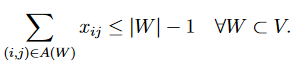 ∑_{(i,j)∈A(W)} x_{ij} ≤ |W| − 1 ∀W ⊂ V.